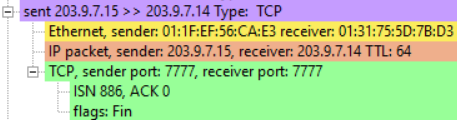 sent 203.9.7.15 >> 203.9.7.14 Type: TCP
Ethernet, sender: 01:1F:EF:56:CA:E3 receiver: 01:31:75:5D:7B:D3
IP packet, sender: 203.9.7.15, receiver: 203.9.7.14 TTL: 64
TCP, sender port: 7777, receiver port: 7777
ISN 886, ACK 0
flags: Fin